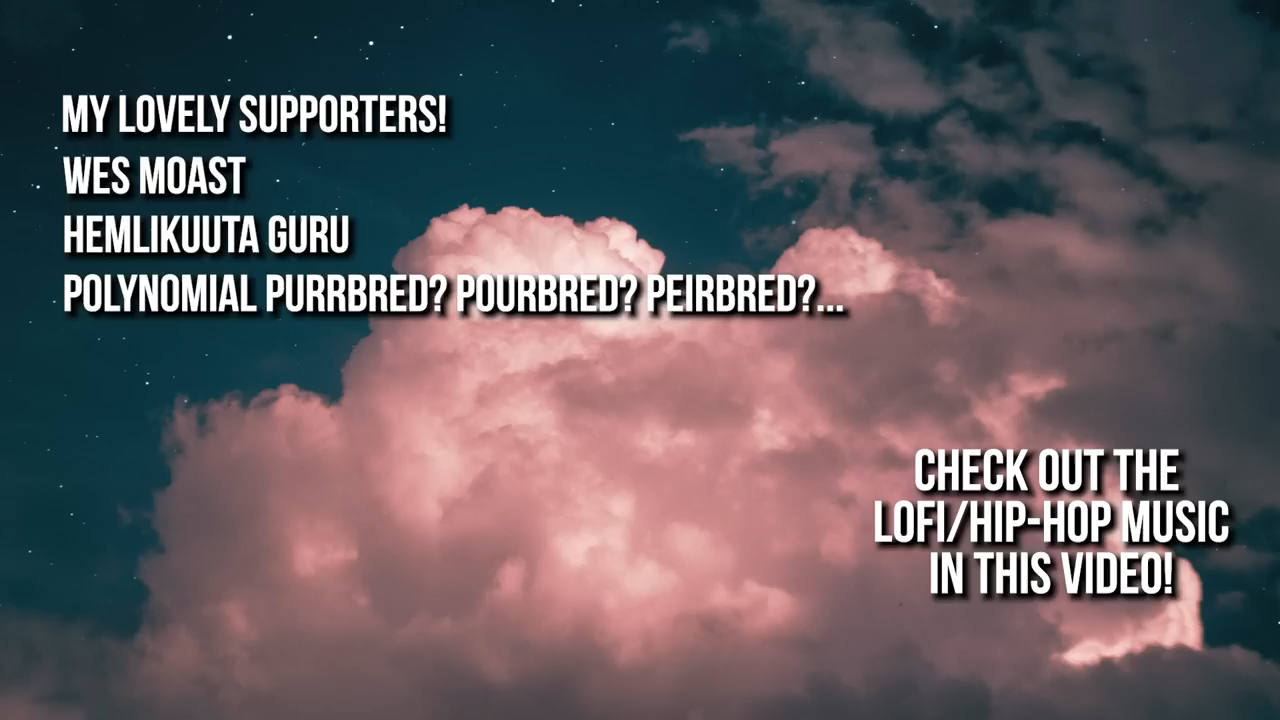 MY LOVELY SUPPORTERS!
WES MOAST
HEMLIKUUTA GURU
POLYNOMIAL PURRBRED? POURBRED? PEIRBRED?...
CHECK OUT THE
LOFI/HIP-HOP MUSIC
IN THIS VIDEO!